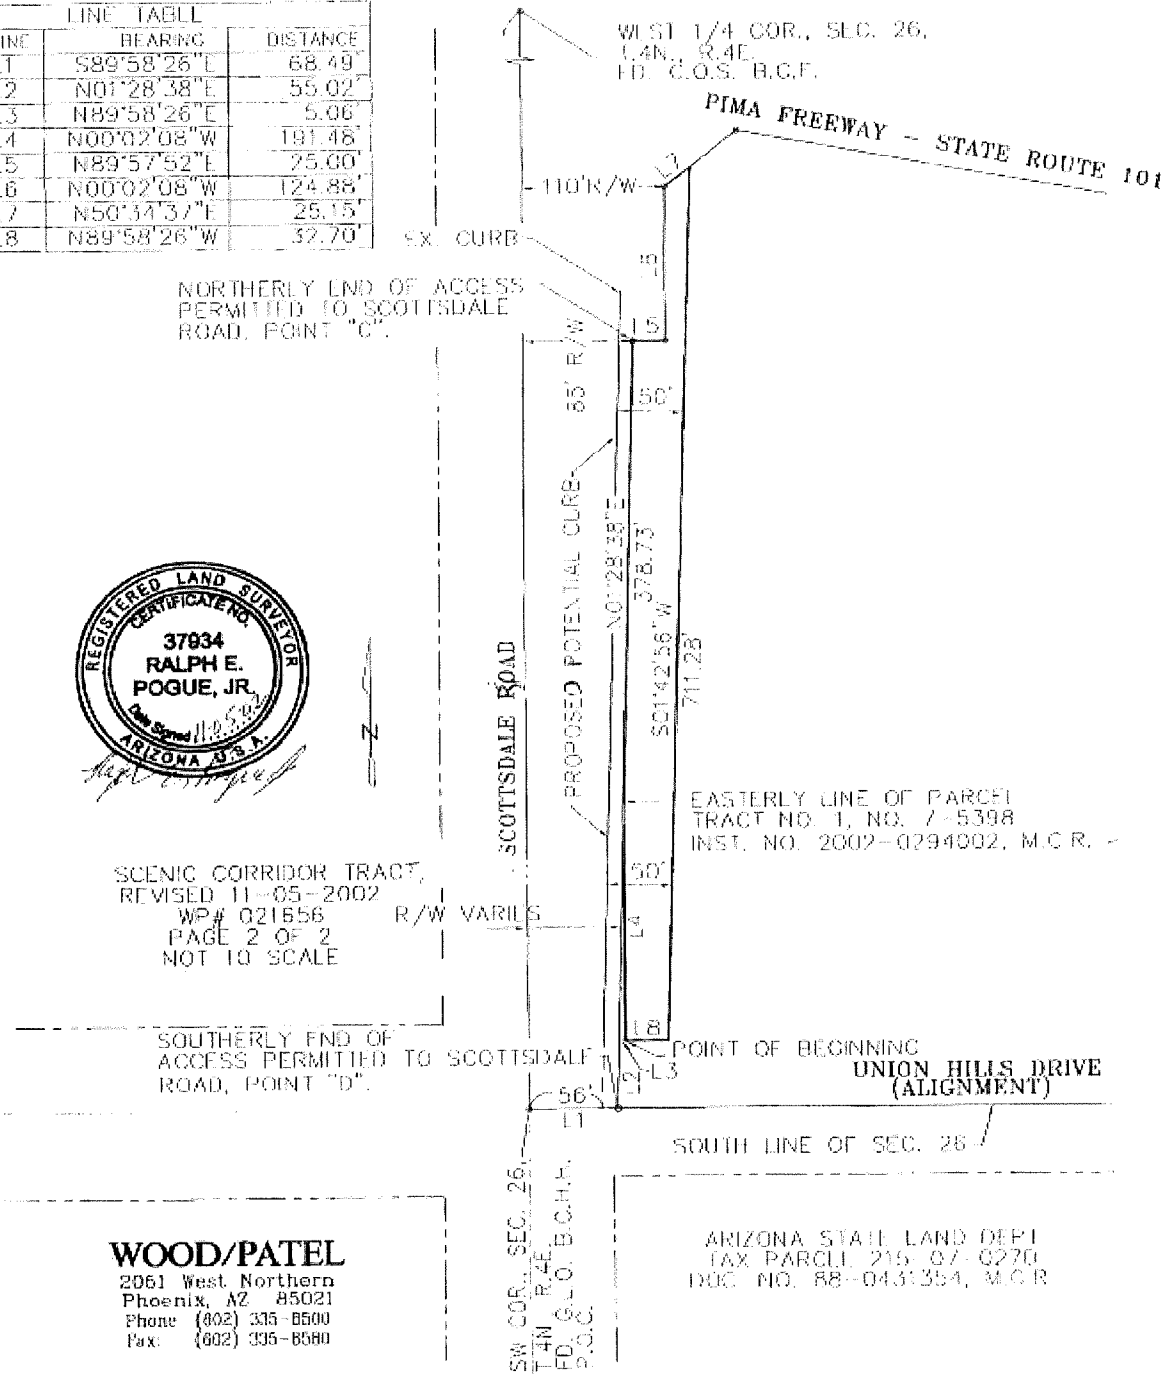 LINE TABLE
BEARING DISTANCE
S89°58'26"E 68.49'
N01°28'38"E 55.02'
N89°58'26"E 5.06'
N00°02'08"W 191.48'
N89°57'52"E 25.00'
N00°02'08"W 124.88'
N50°34'37"E 25.15'
N89°58'26"W 32.70'
WEST 1/4 COR., SEC. 26,
T.4N., R.4E.
FD. C.O.S. B.C.F.
PIMA FREEWAY - STATE ROUTE 101
L7
110'R/W
EX. CURB
L6
NORTHERLY END OF ACCESS
PERMITTED TO SCOTTSDALE
ROAD, POINT "C".
L5
85' R/W
50'
PROPOSED POTENTIAL CURB
N01°28'38"E
378.73'
S01°42'56"W
711.28'
SCOTTSDALE ROAD
REGISTERED LAND SURVEYOR
CERTIFICATE NO.
37934
RALPH E.
POGUE, JR.
Date Signed 11.05.02
ARIZONA U.S.A.
N
EASTERLY LINE OF PARCEL
TRACT NO. 1, NO. 7-5398
INST. NO. 2002-0294002, M.C.R.
SCENIC CORRIDOR TRACT,
REVISED 11-05-2002
WP# 021656
PAGE 2 OF 2
NOT TO SCALE
50'
R/W VARIES
L4
L8
SOUTHERLY END OF
ACCESS PERMITTED TO SCOTTSDALE
ROAD, POINT "D".
POINT OF BEGINNING
L3
L2
UNION HILLS DRIVE
(ALIGNMENT)
56'
L1
SOUTH LINE OF SEC. 26
SW COR. SEC. 26,
T.4N., R.4E.
FD. G.L.O. B.C.H.H.
P.O.C.
WOOD/PATEL
2051 West Northern
Phoenix, AZ 85021
Phone (602) 335-8500
Fax: (602) 335-8580
ARIZONA STATE LAND DEPT
TAX PARCEL 215-07-0270
DOC NO. 88-0431354, M.C.R